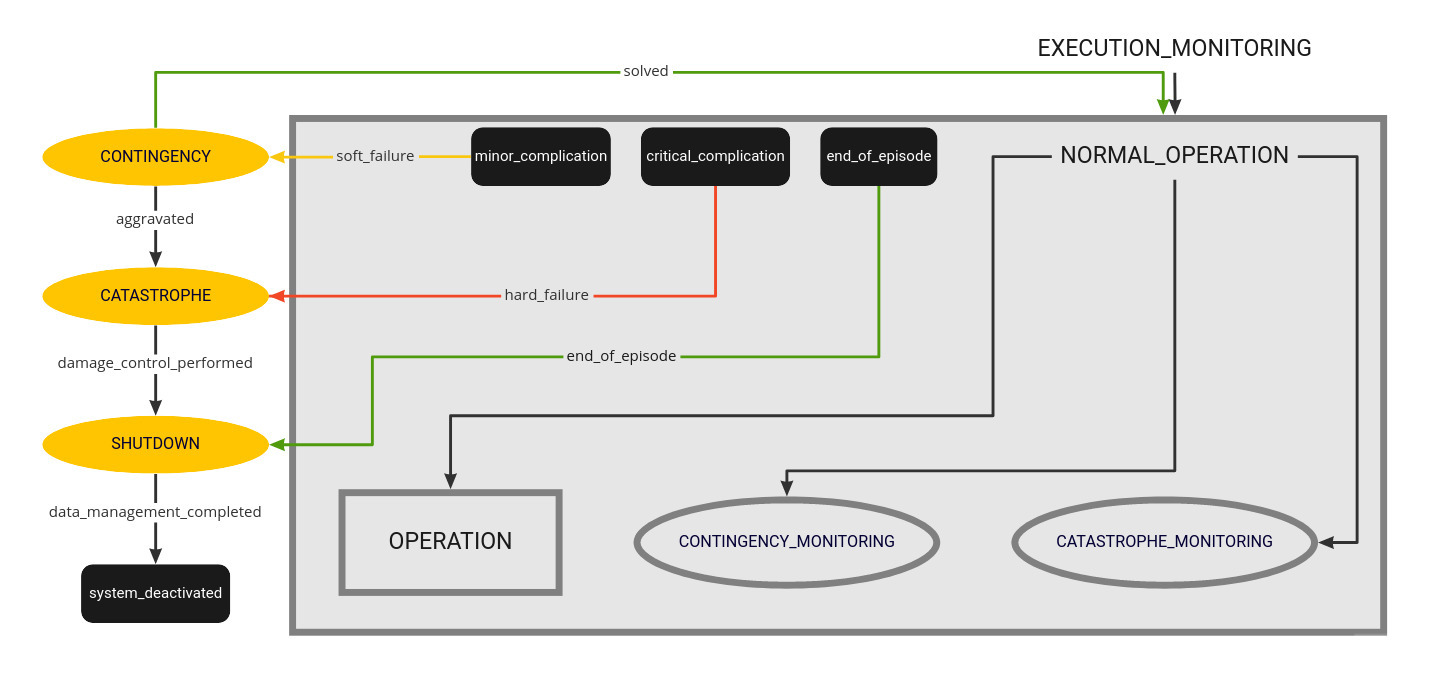 EXECUTION_MONITORING
solved
CONTINGENCY
soft_failure
minor_complication
critical_complication
end_of_episode
NORMAL_OPERATION
aggravated
CATASTROPHE
hard_failure
damage_control_performed
end_of_episode
SHUTDOWN
data_management_completed
OPERATION
CONTINGENCY_MONITORING
CATASTROPHE_MONITORING
system_deactivated